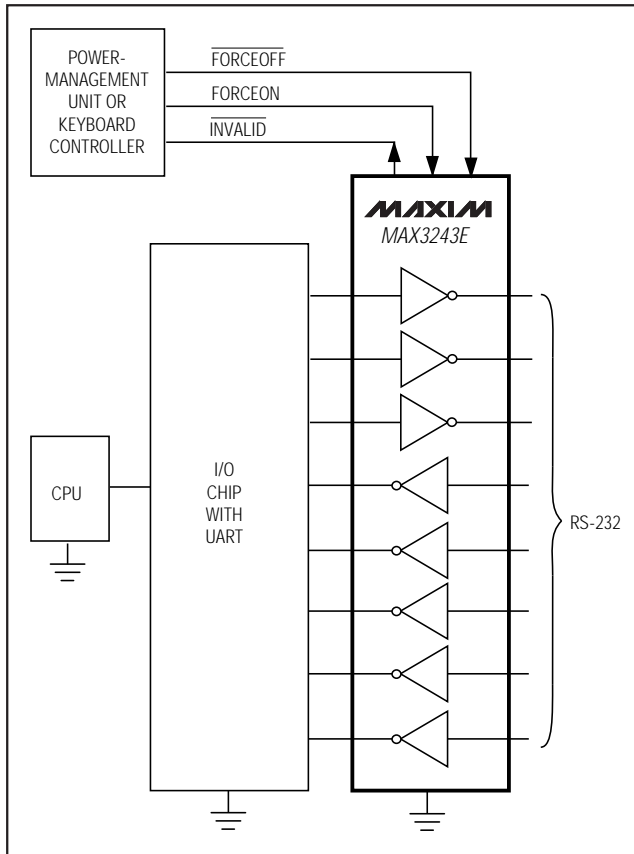 POWER-
MANAGEMENT
UNIT OR
KEYBOARD
CONTROLLER
FORCEOFF
FORCEON
INVALID
MAXIM
MAX3243E
CPU
I/O
CHIP
WITH
UART
RS-232